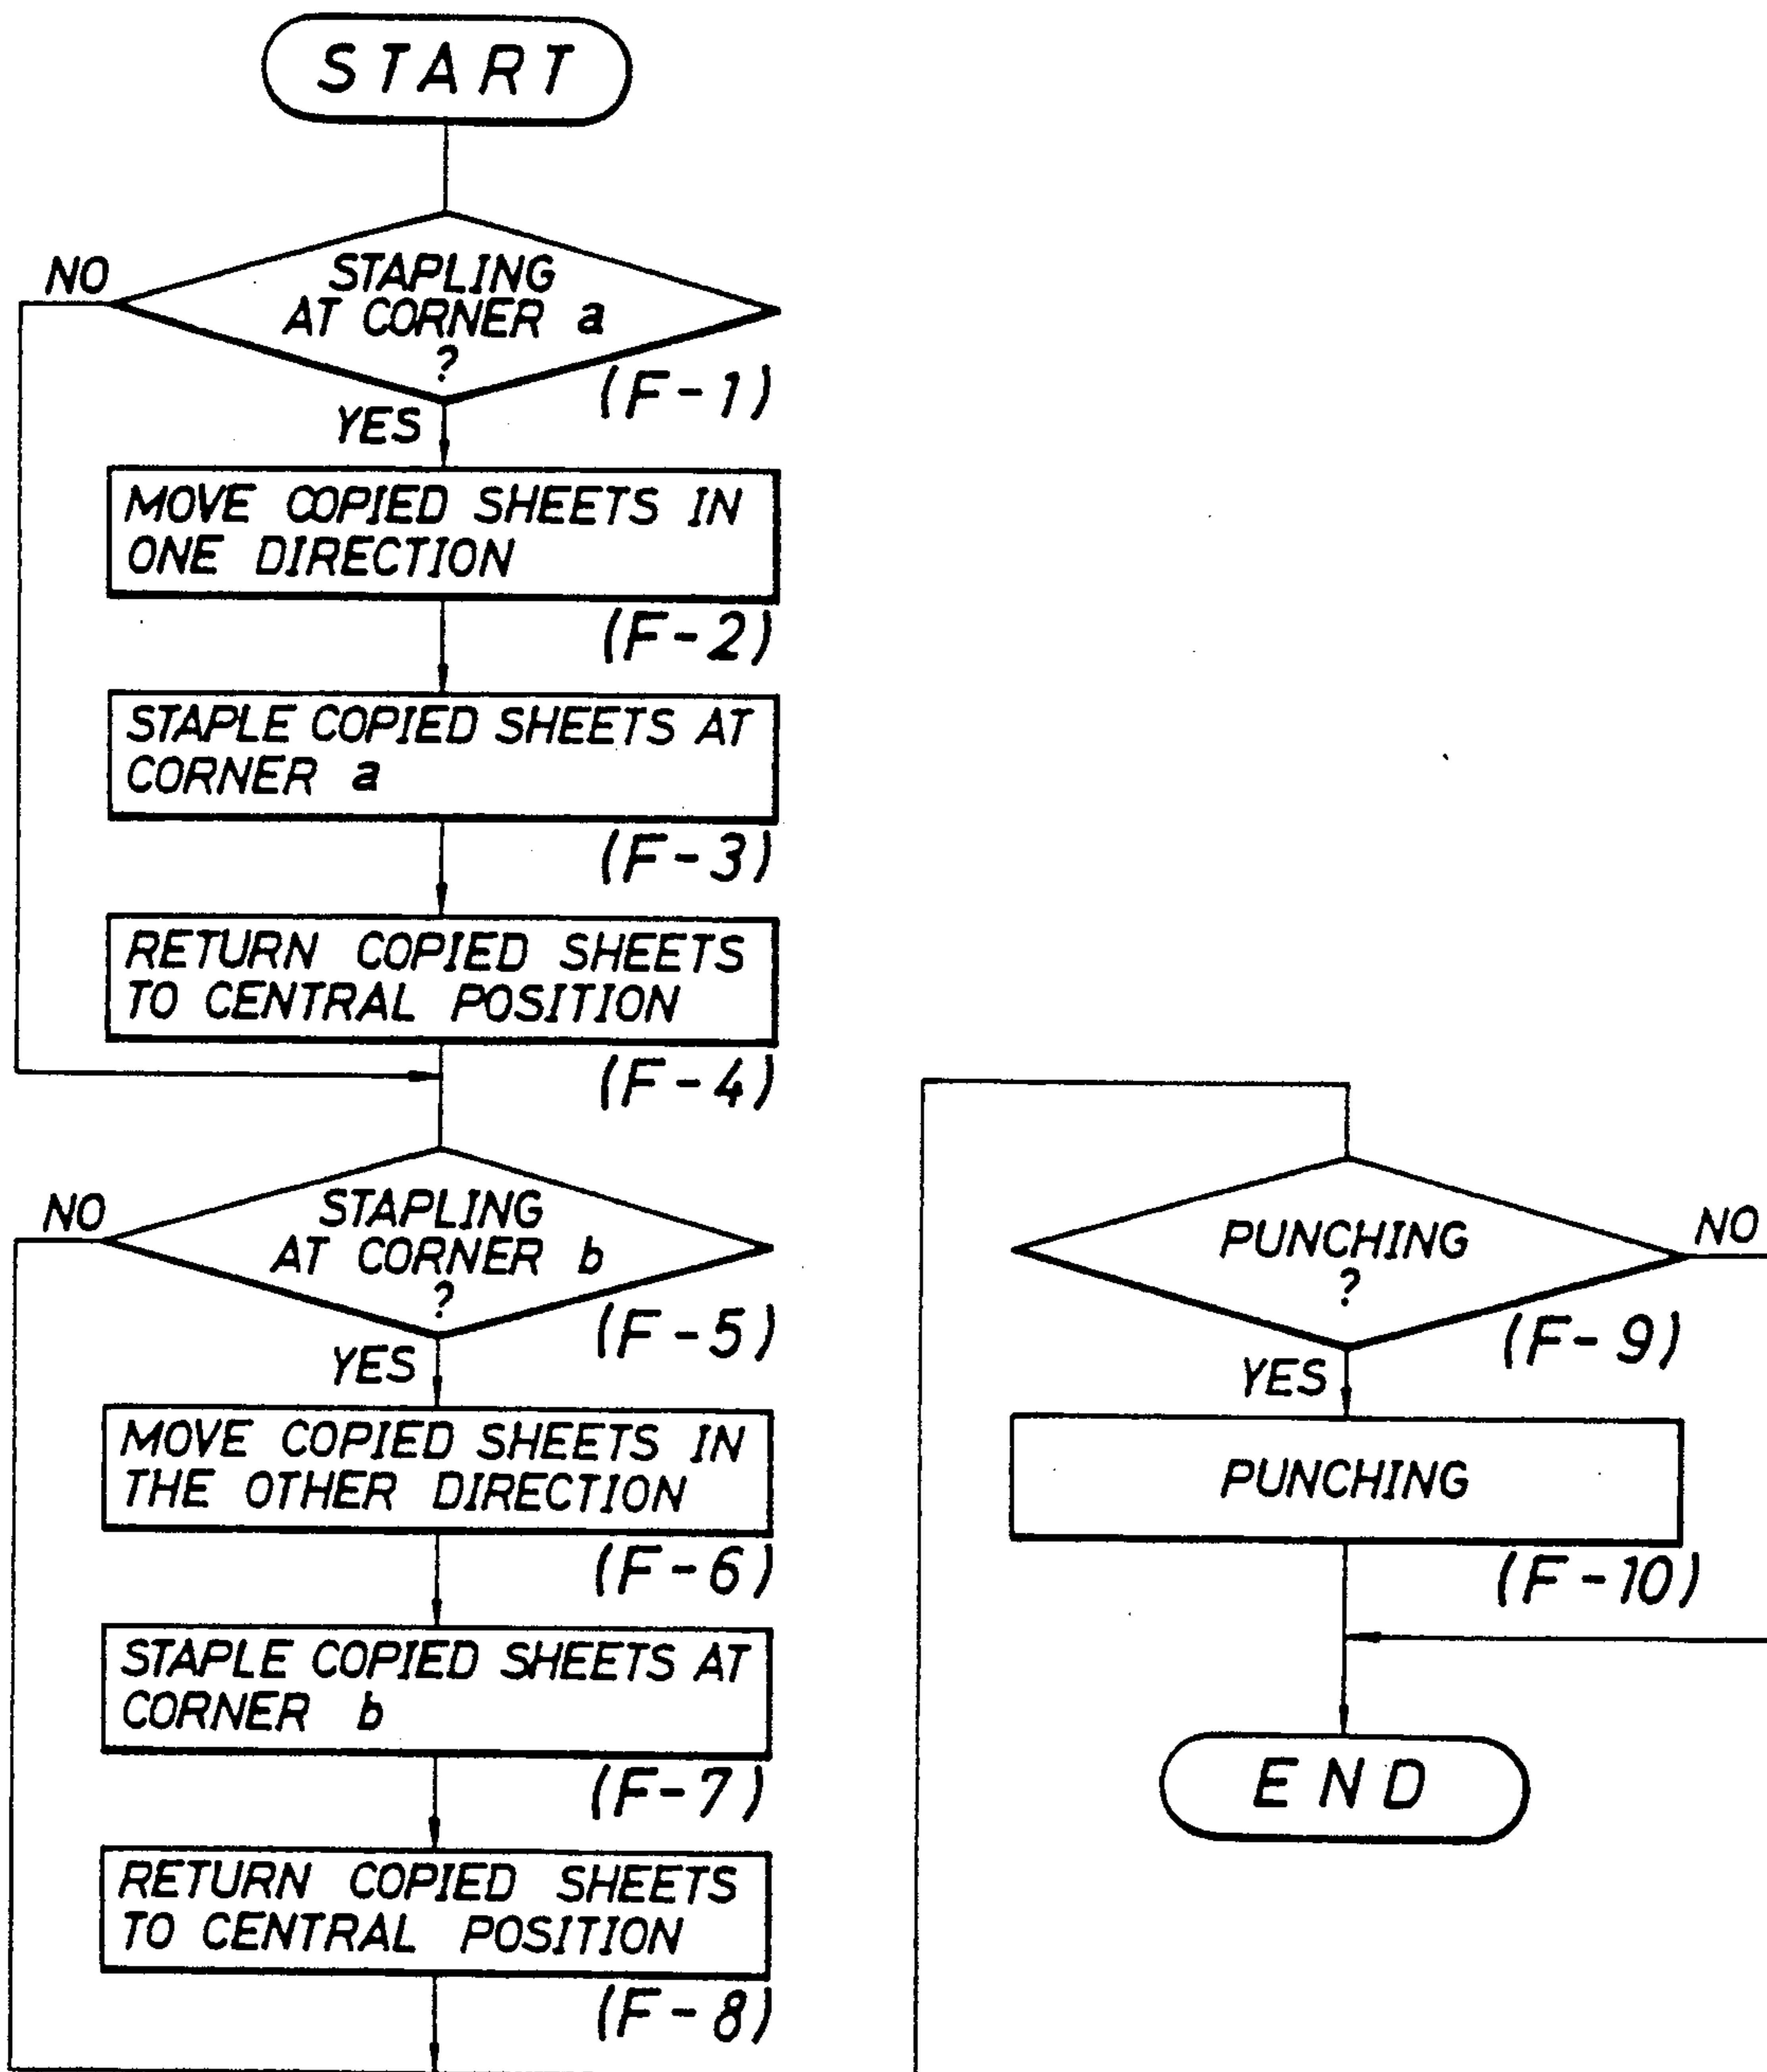 START
NO
STAPLING
AT CORNER a
?
(F-1)
YES
MOVE COPIED SHEETS IN
ONE DIRECTION
(F-2)
STAPLE COPIED SHEETS AT
CORNER a
(F-3)
RETURN COPIED SHEETS
TO CENTRAL POSITION
(F-4)
NO
STAPLING
AT CORNER b
?
(F-5)
YES
MOVE COPIED SHEETS IN
THE OTHER DIRECTION
(F-6)
STAPLE COPIED SHEETS AT
CORNER b
(F-7)
RETURN COPIED SHEETS
TO CENTRAL POSITION
(F-8)
PUNCHING
?
NO
(F-9)
YES
PUNCHING
(F-10)
END